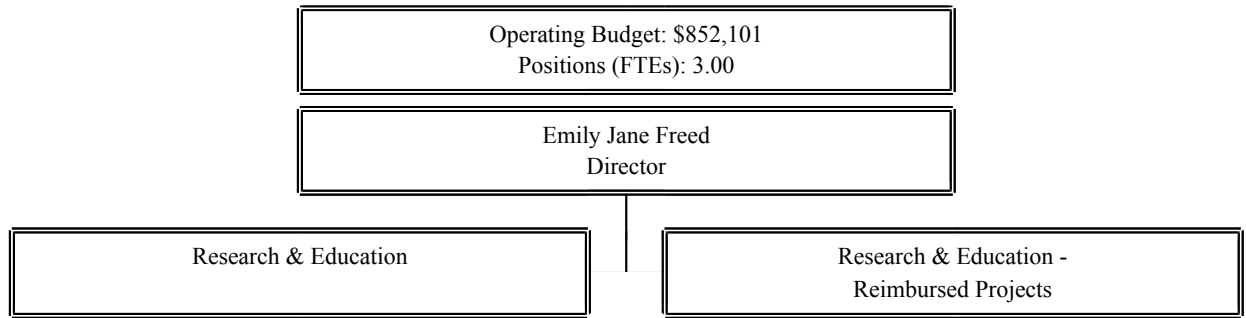 Operating Budget: $852,101
Positions (FTEs): 3.00
Emily Jane Freed
Director
Research & Education
Research & Education -
Reimbursed Projects